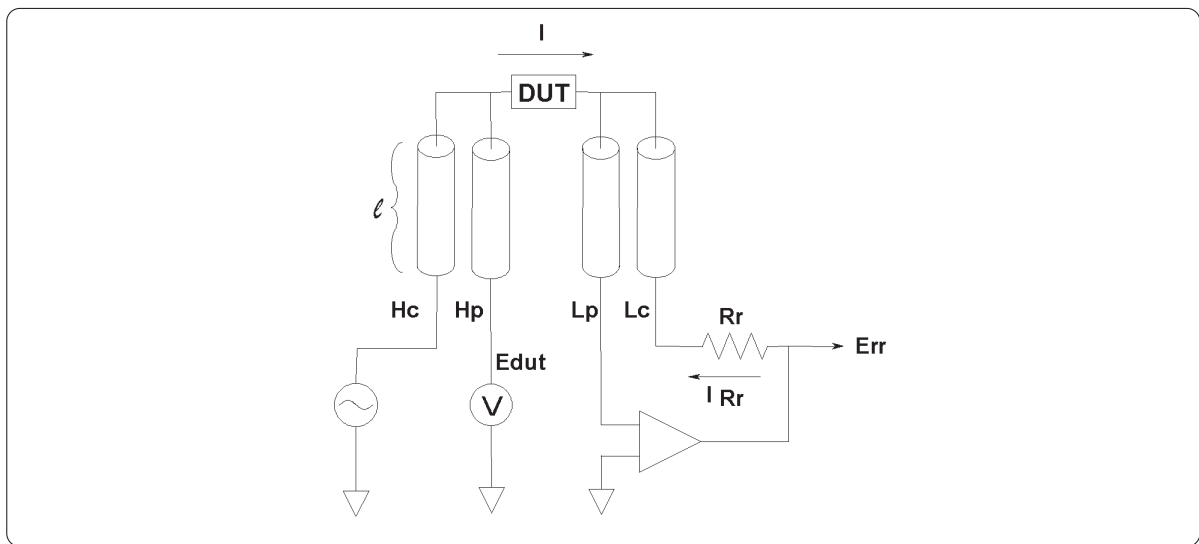 I
DUT
ℓ
Hc Hp Lp Lc
Rr
Err
Edut
V
I Rr